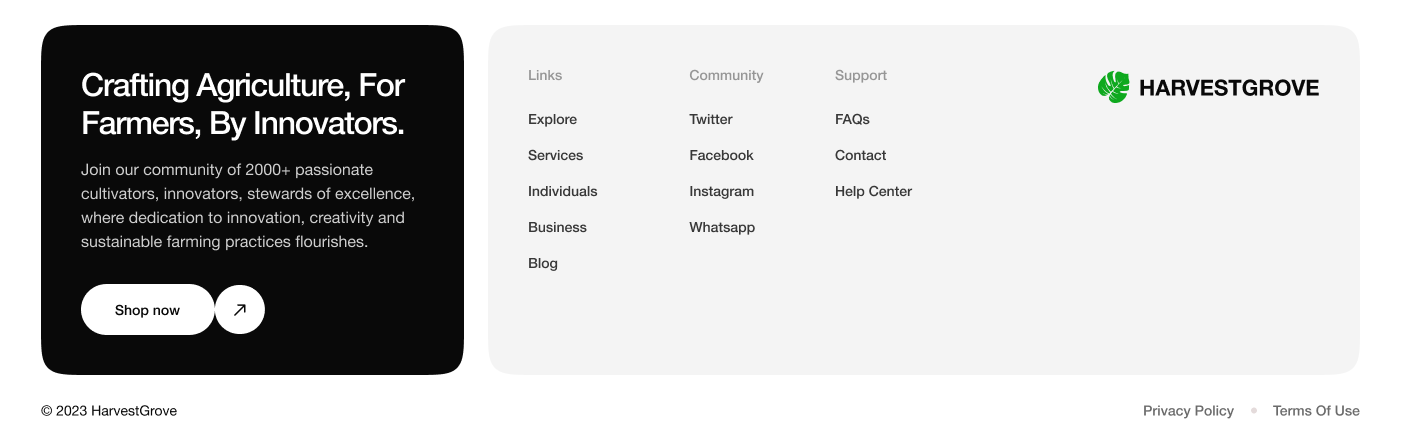 Crafting Agriculture, For
Farmers, By Innovators.
Join our community of 2000+ passionate
cultivators, innovators, stewards of excellence,
where dedication to innovation, creativity and
sustainable farming practices flourishes.
Shop now
Links
Explore
Services
Individuals
Business
Blog
Community
Twitter
Facebook
Instagram
Whatsapp
Support
FAQs
Contact
Help Center
HARVESTGROVE
© 2023 HarvestGrove
Privacy Policy
Terms Of Use